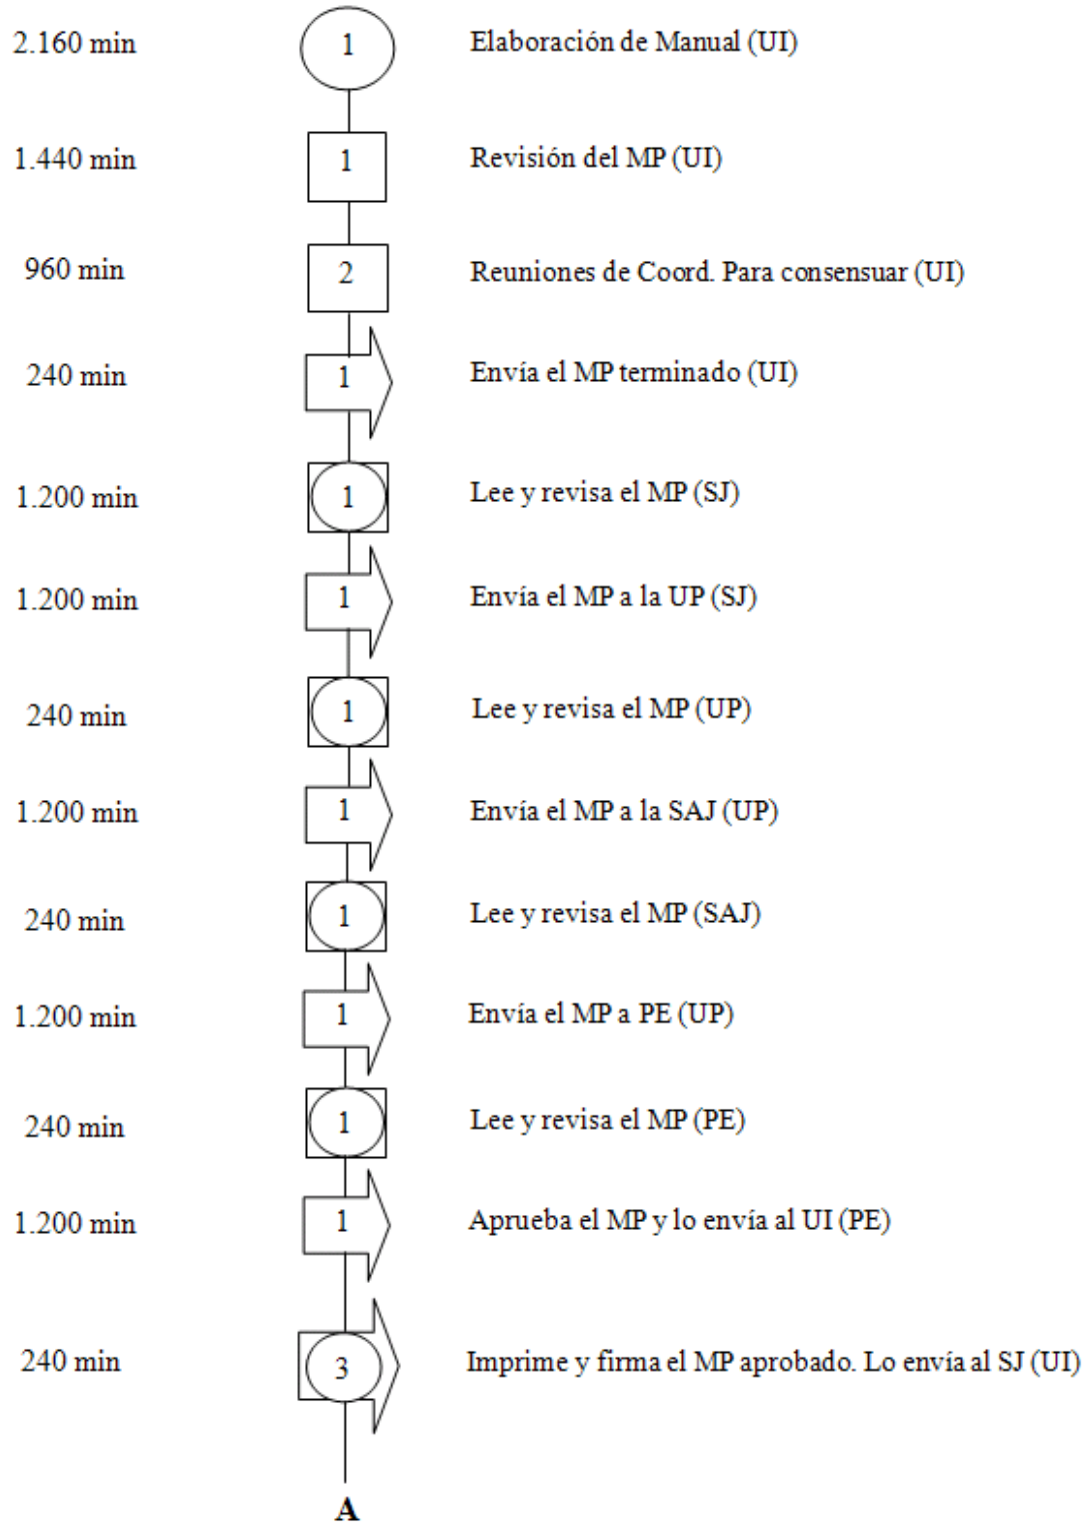 2.160 min 1 Elaboración de Manual (UI)
1.440 min 1 Revisión del MP (UI)
960 min 2 Reuniones de Coord. Para consensuar (UI)
240 min 1 Envía el MP terminado (UI)
1.200 min 1 Lee y revisa el MP (SJ)
1.200 min 1 Envía el MP a la UP (SJ)
240 min 1 Lee y revisa el MP (UP)
1.200 min 1 Envía el MP a la SAJ (UP)
240 min 1 Lee y revisa el MP (SAJ)
1.200 min 1 Envía el MP a PE (UP)
240 min 1 Lee y revisa el MP (PE)
1.200 min 1 Aprueba el MP y lo envía al UI (PE)
240 min 3 Imprime y firma el MP aprobado. Lo envía al SJ (UI)
A